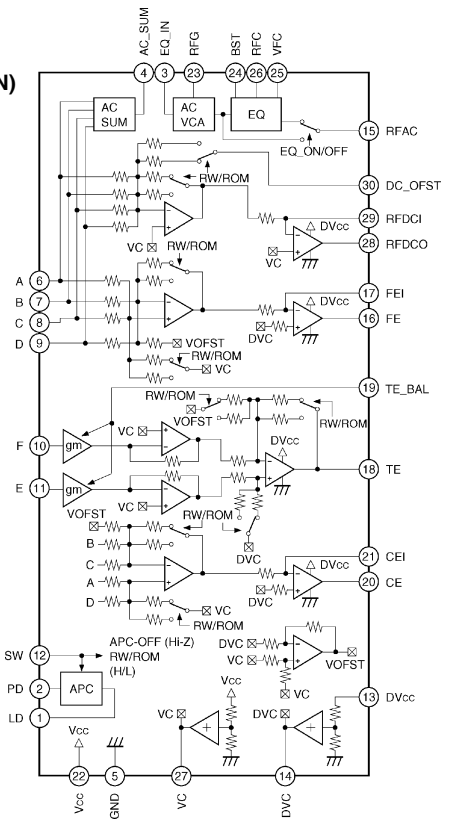 N)
AC_SUM
EQ_IN
RFG
BST
RFC
VFC
4
3
23
24
26
25
AC SUM
AC VCA
EQ
15 RFAC
EQ_ON/OFF
RW/ROM
30 DC_OFST
29 RFDCI
DVcc
VC
RW/ROM
VC
28 RFDCO
A 6
B 7
C 8
D 9
17 FEI
DVcc
16 FE
DVC
VOFST
RW/ROM
VC
RW/ROM
19 TE_BAL
VOFST
RW/ROM
VC
F 10
gm
DVcc
18 TE
E 11
gm
VC
RW/ROM
VOFST
B
C
A
D
DVC
21 CEI
DVcc
20 CE
DVC
VC
RW/ROM
SW 12
APC-OFF (Hi-Z)
RW/ROM
(H/L)
DVC
VC
VOFST
VC
PD 2
APC
LD 1
Vcc
13 DVcc
VC
DVC
Vcc
22
5
27
14
Vcc
GND
VC
DVC